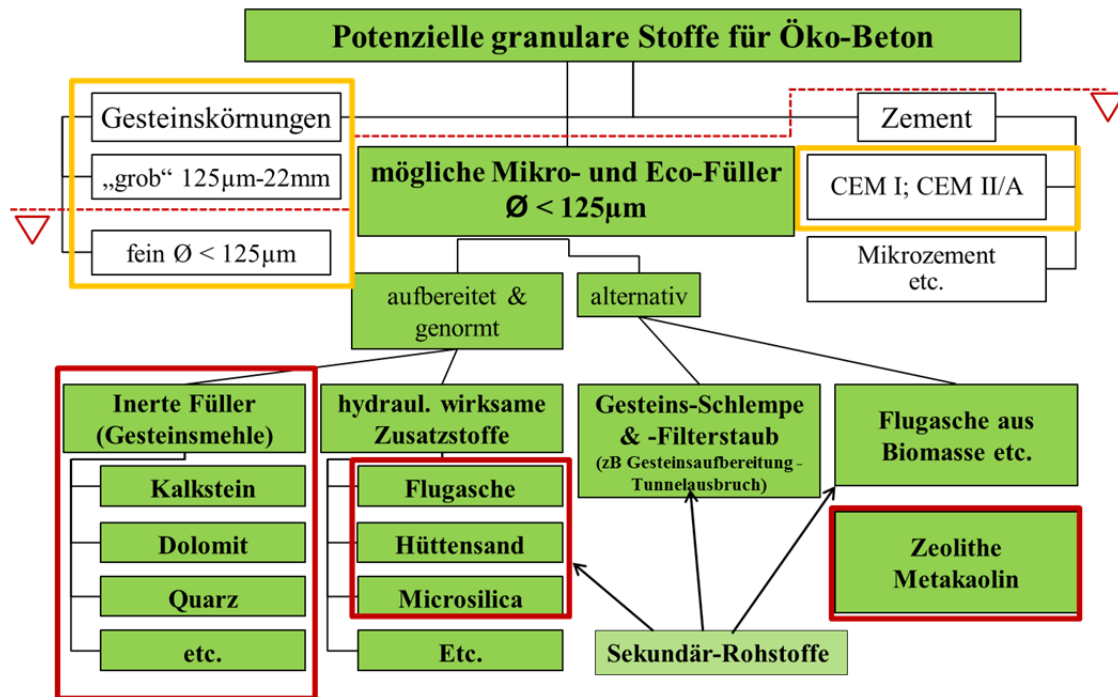 Potenzielle granulare Stoffe für Öko-Beton
Gesteinskörnungen
„grob“ 125µm-22mm
fein Ø < 125µm
mögliche Mikro- und Eco-Füller
Ø < 125µm
Zement
CEM I; CEM II/A
Mikrozement
etc.
aufbereitet &
genormt
alternativ
Inerte Füller
(Gesteinsmehle)
Kalkstein
Dolomit
Quarz
etc.
hydraul. wirksame
Zusatzstoffe
Flugasche
Hüttensand
Microsilica
Etc.
Gesteins-Schlempe
& -Filterstaub
(zB Gesteinsaufbereitung -
Tunnelausbruch)
Flugasche aus
Biomasse etc.
Zeolithe
Metakaolin
Sekundär-Rohstoffe